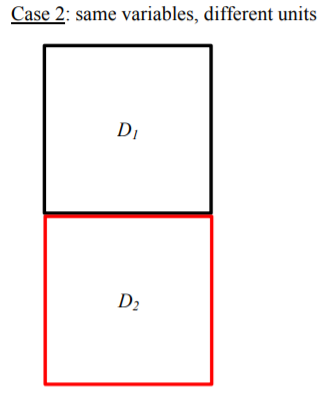 Case 2: same variables, different units
D₁
D₂